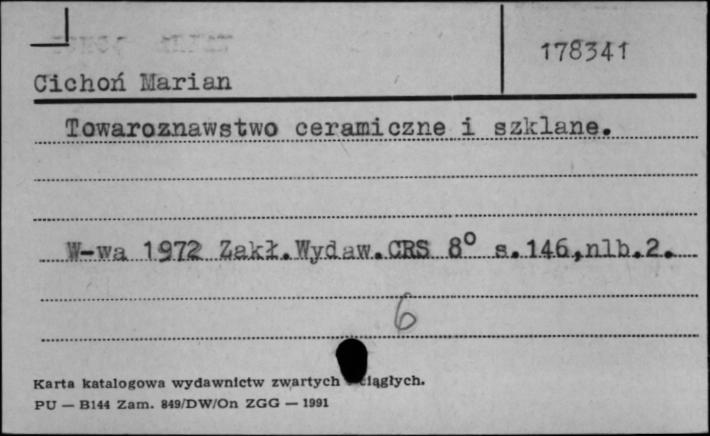 178341
Cichoń Marian
Towaroznawstwo ceramiczne i szklane.
W-wa 1972 Zakł.Wydaw.CRS 8° s.146,nlb.2.
6
Karta katalogowa wydawnictw zwartych ciągłych.
PU — B144 Zam. 849/DW/On ZGG — 1991